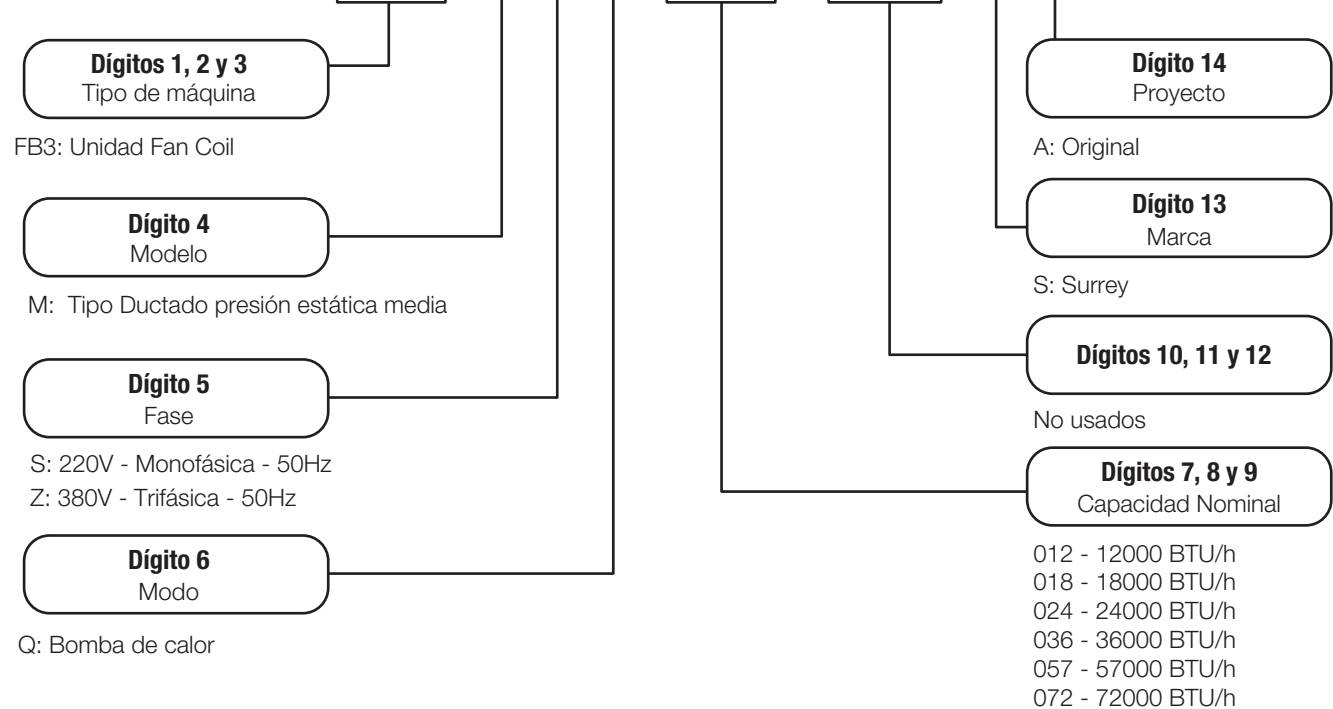 Dígitos 1, 2 y 3
Tipo de máquina
FB3: Unidad Fan Coil
Dígito 4
Modelo
M: Tipo Ductado presión estática media
Dígito 5
Fase
S: 220V - Monofásica - 50Hz
Z: 380V - Trifásica - 50Hz
Dígito 6
Modo
Q: Bomba de calor
Dígito 14
Proyecto
A: Original
Dígito 13
Marca
S: Surrey
Dígitos 10, 11 y 12
No usados
Dígitos 7, 8 y 9
Capacidad Nominal
012 - 12000 BTU/h
018 - 18000 BTU/h
024 - 24000 BTU/h
036 - 36000 BTU/h
057 - 57000 BTU/h
072 - 72000 BTU/h